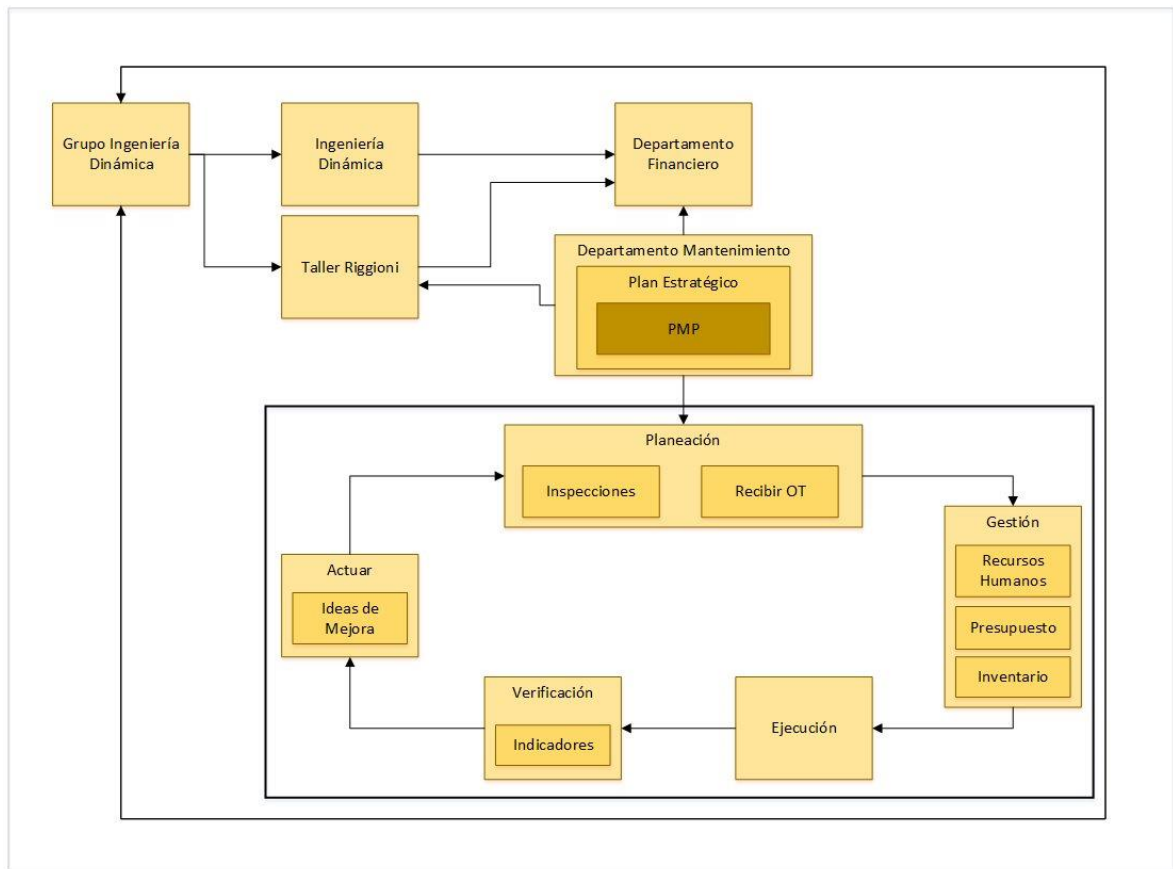 Grupo Ingeniería
Dinámica
Ingeniería
Dinámica
Departamento
Financiero
Taller Riggioni
Departamento Mantenimiento
Plan Estratégico
PMP
Planeación
Inspecciones
Recibir OT
Gestión
Recursos
Humanos
Presupuesto
Inventario
Actuar
Ideas de
Mejora
Verificación
Indicadores
Ejecución